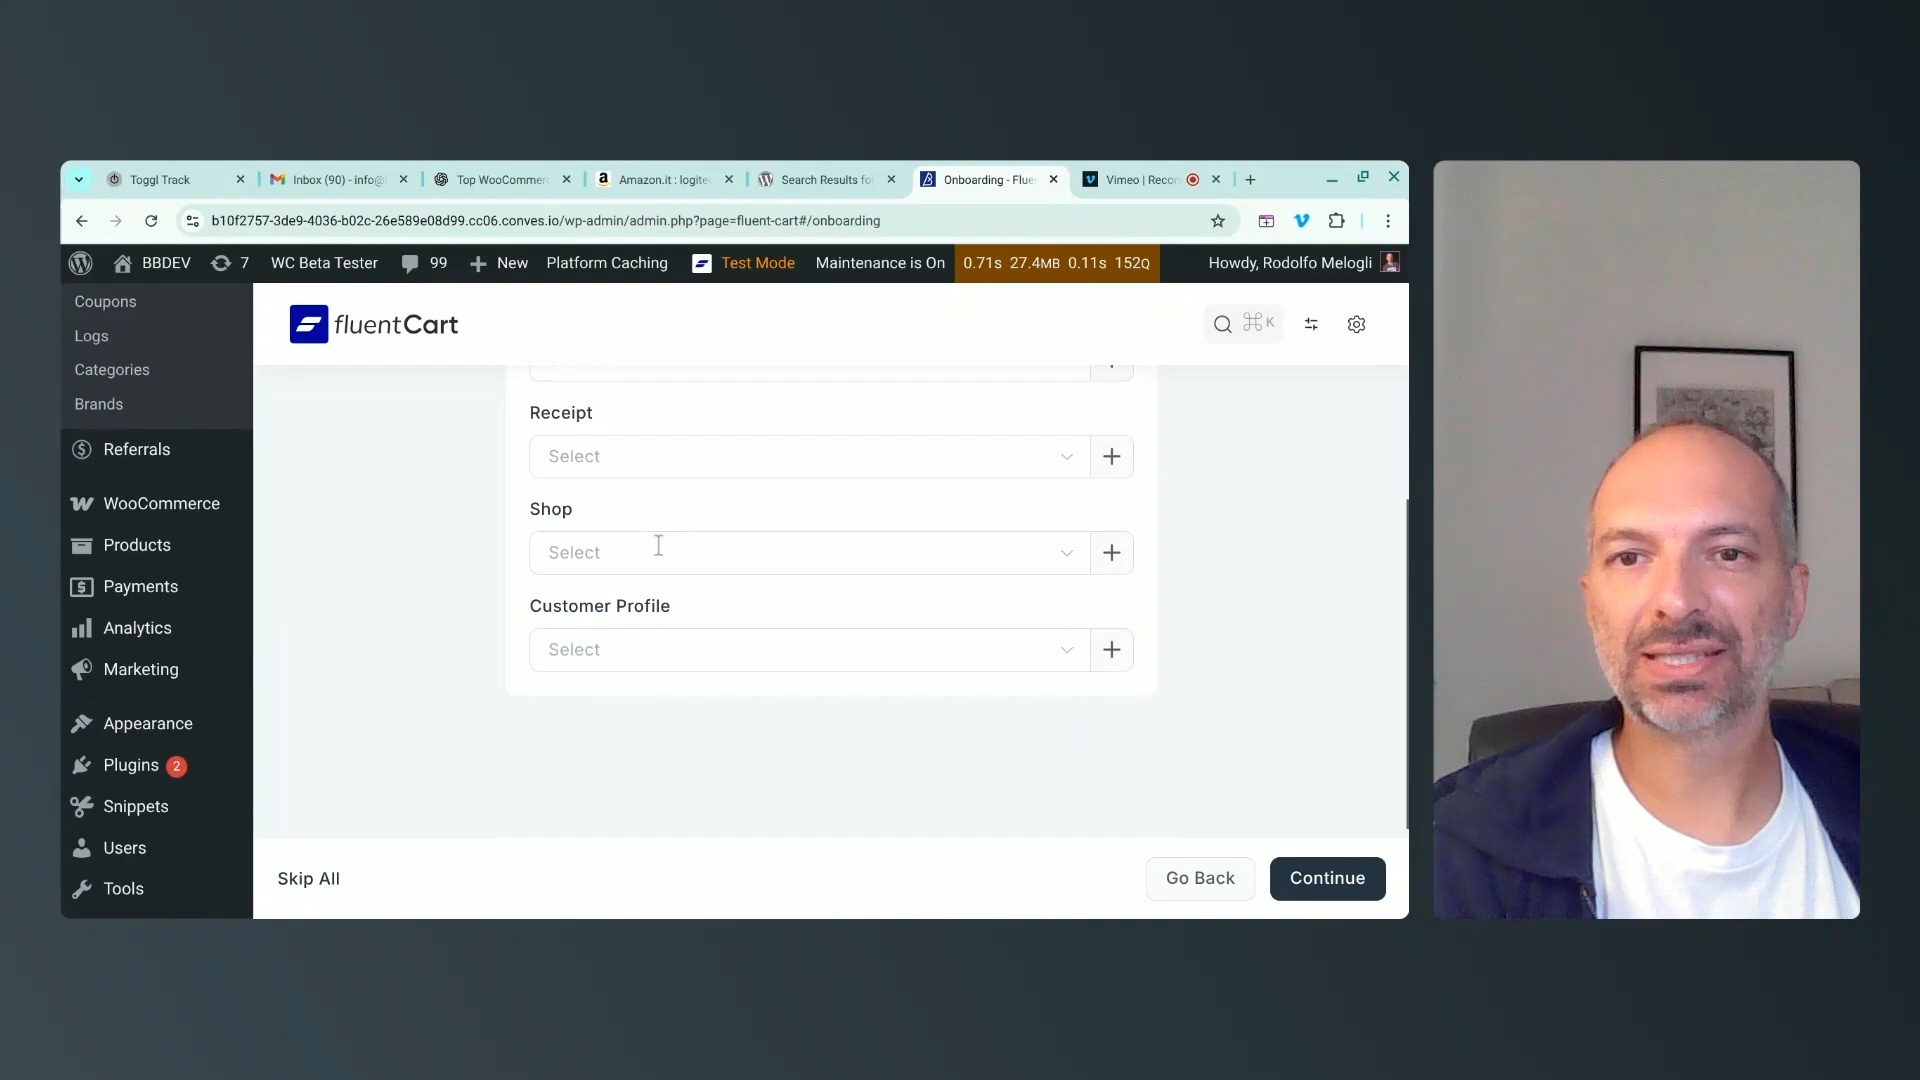 Toggl Track
Inbox (90) - info@
Top WooCommerc
Amazon.it : logitec
Search Results fo
Onboarding - Flue
Vimeo | Recor
b10f2757-3de9-4036-b02c-26e589e08d99.cc06.conves.io/wp-admin/admin.php?page=fluent-cart#/onboarding
BBDEV 7 WC Beta Tester 99 New Platform Caching Test Mode Maintenance is On 0.71s 27.4MB 0.11s 152Q Howdy, Rodolfo Melogli
Coupons
Logs
Categories
Brands
Referrals
WooCommerce
Products
Payments
Analytics
Marketing
Appearance
Plugins 2
Snippets
Users
Tools
fluentCart
⌘K
Receipt
Select
Shop
Select
Customer Profile
Select
Skip All
Go Back
Continue